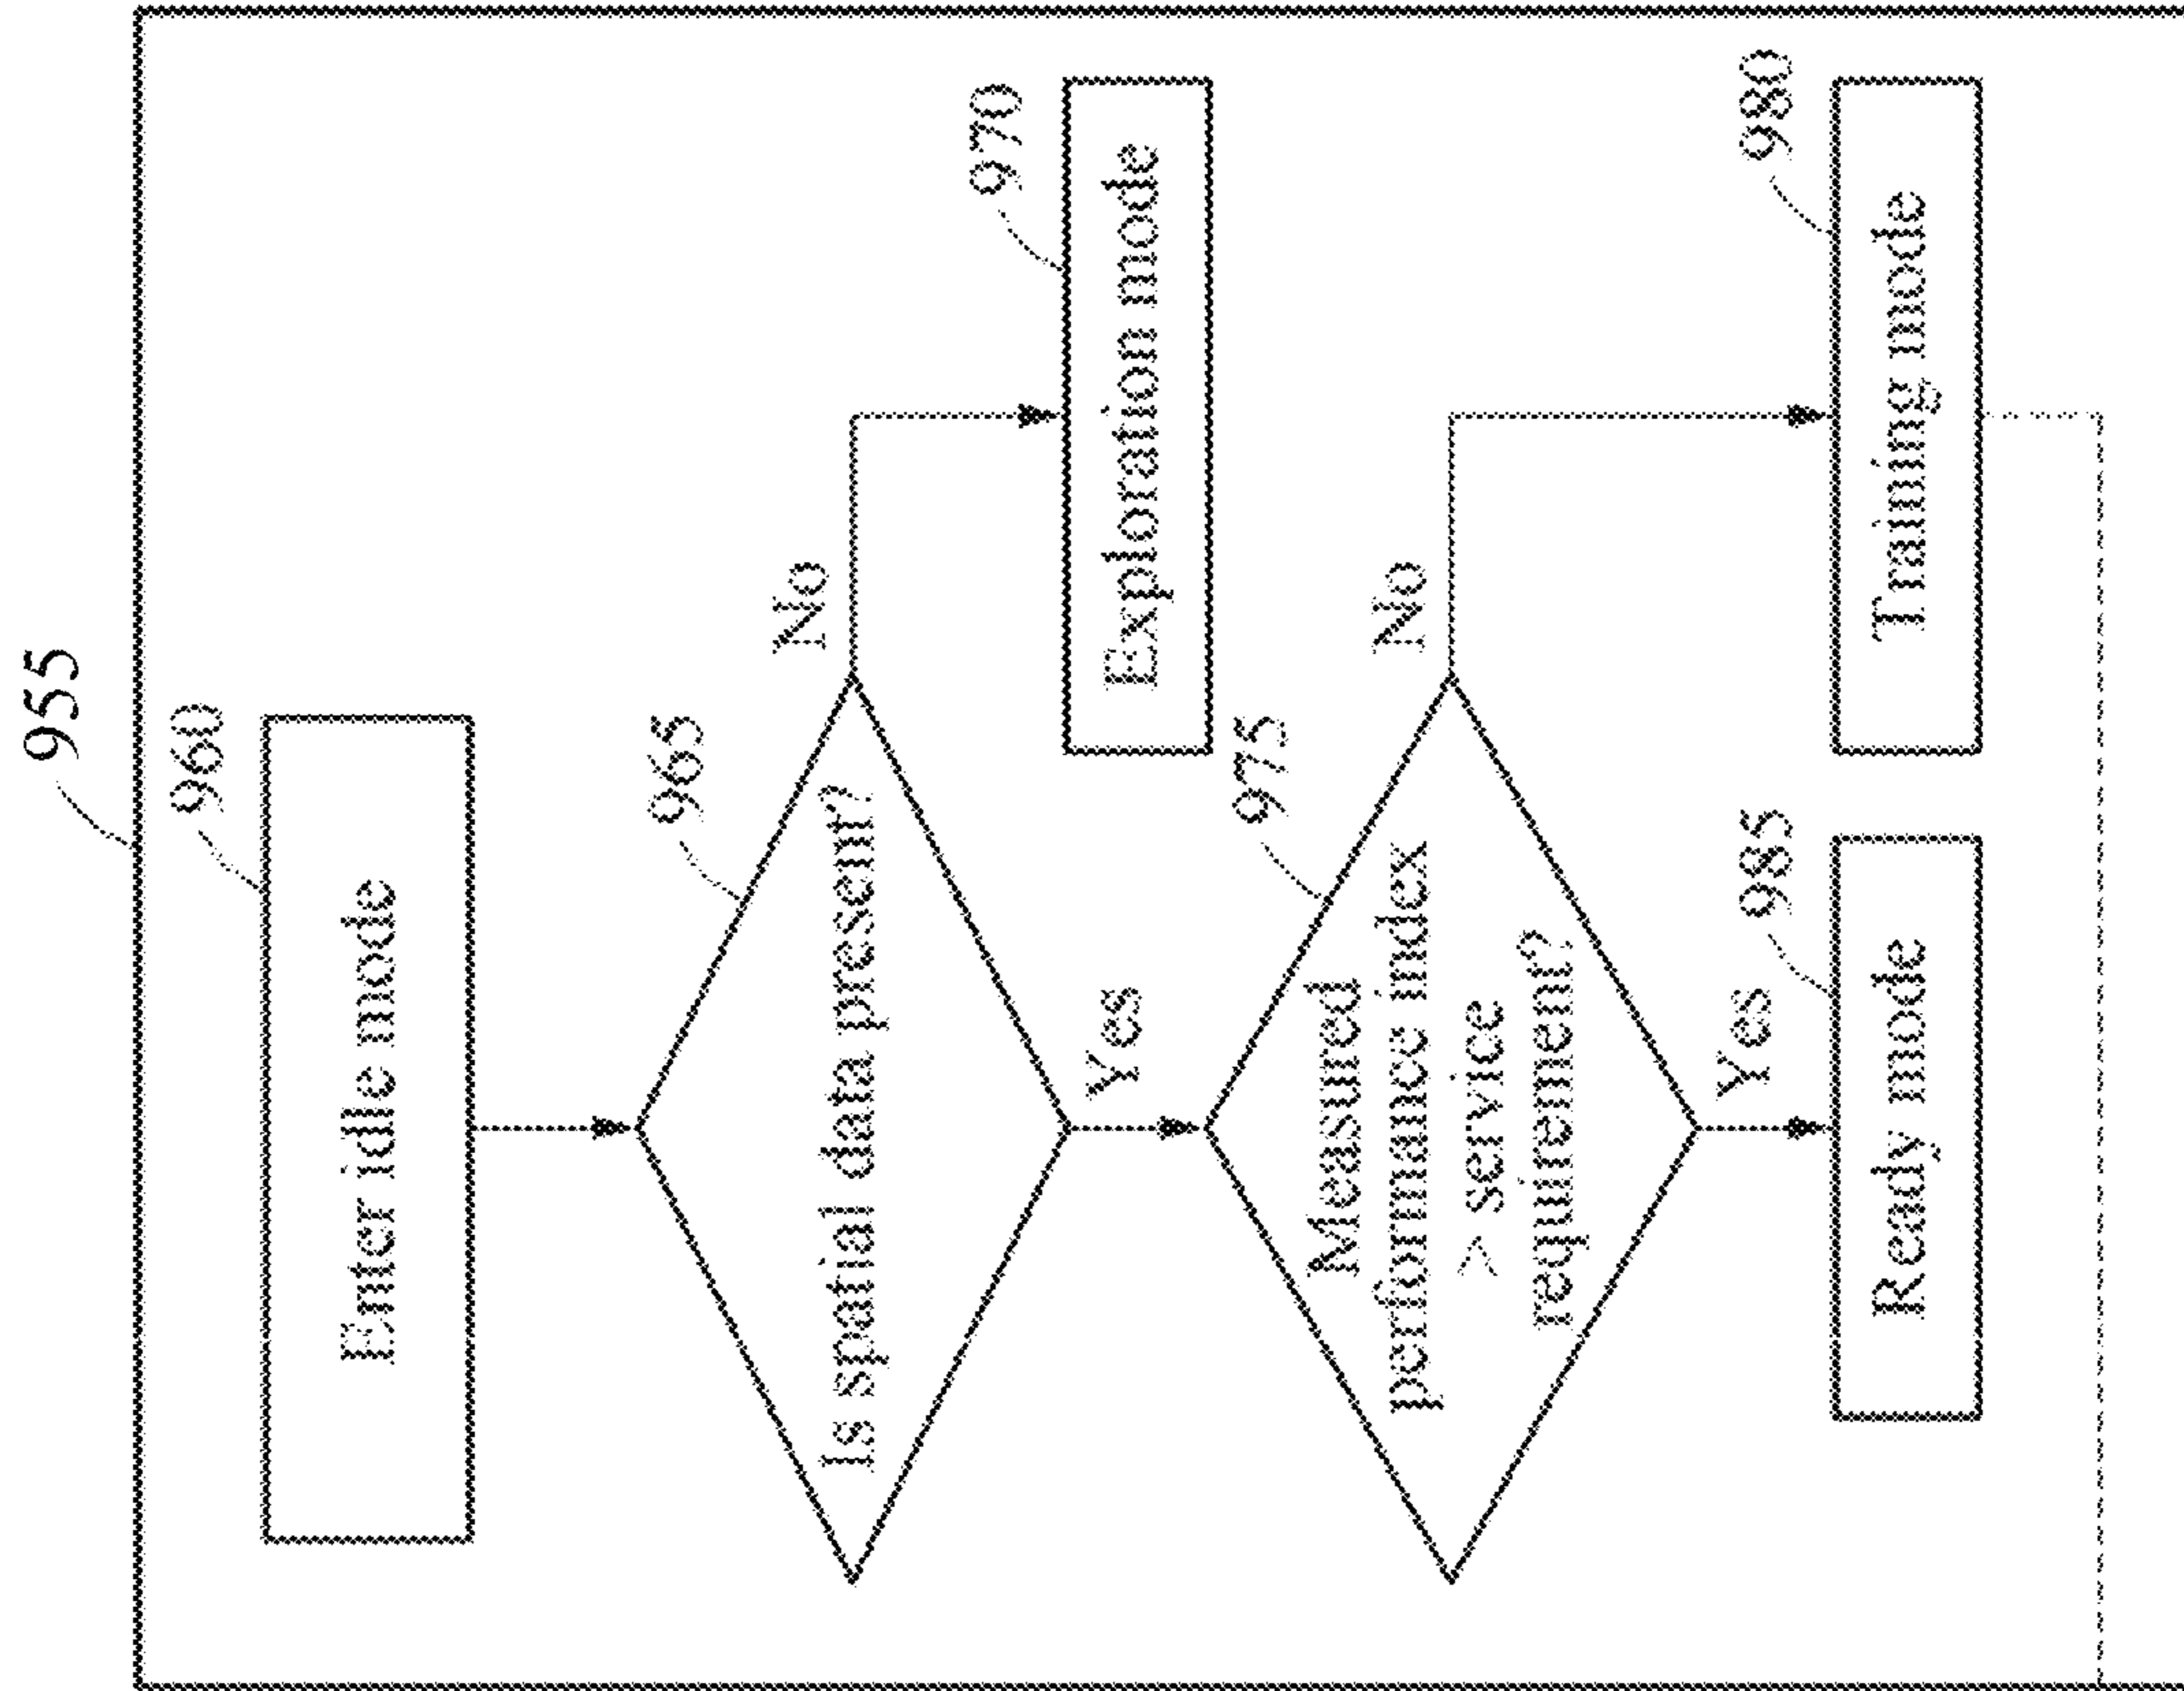 955
960
Enter idle mode
965
Is spatial data present?
No
970
Exploration mode
Yes
975
Measured
performance index
> service
requirement?
No
980
Training mode
Yes
985
Ready mode